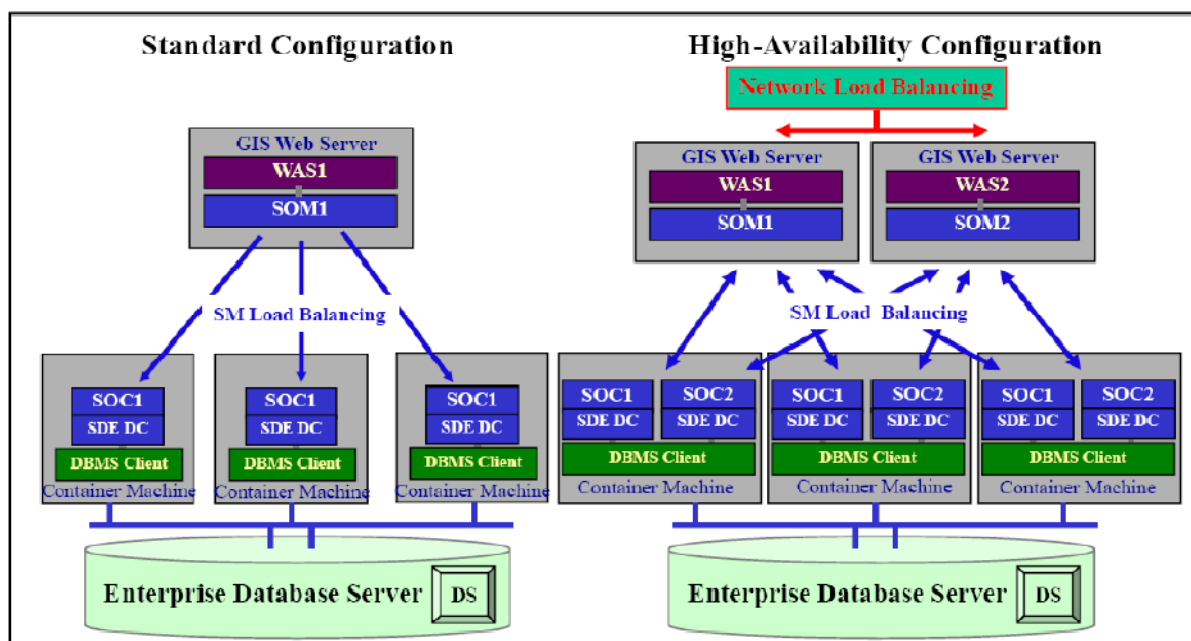 Standard Configuration
GIS Web Server
WAS1
SOM1
SM Load Balancing
SOC1
SDE DC
DBMS Client
Container Machine
SOC1
SDE DC
DBMS Client
Container Machine
SOC1
SDE DC
DBMS Client
Container Machine
Enterprise Database Server
DS
High-Availability Configuration
Network Load Balancing
GIS Web Server
WAS1
SOM1
GIS Web Server
WAS2
SOM2
SM Load Balancing
SOC1
SDE DC
SOC2
SDE DC
DBMS Client
Container Machine
SOC1
SDE DC
SOC2
SDE DC
DBMS Client
Container Machine
SOC1
SDE DC
SOC2
SDE DC
DBMS Client
Container Machine
Enterprise Database Server
DS